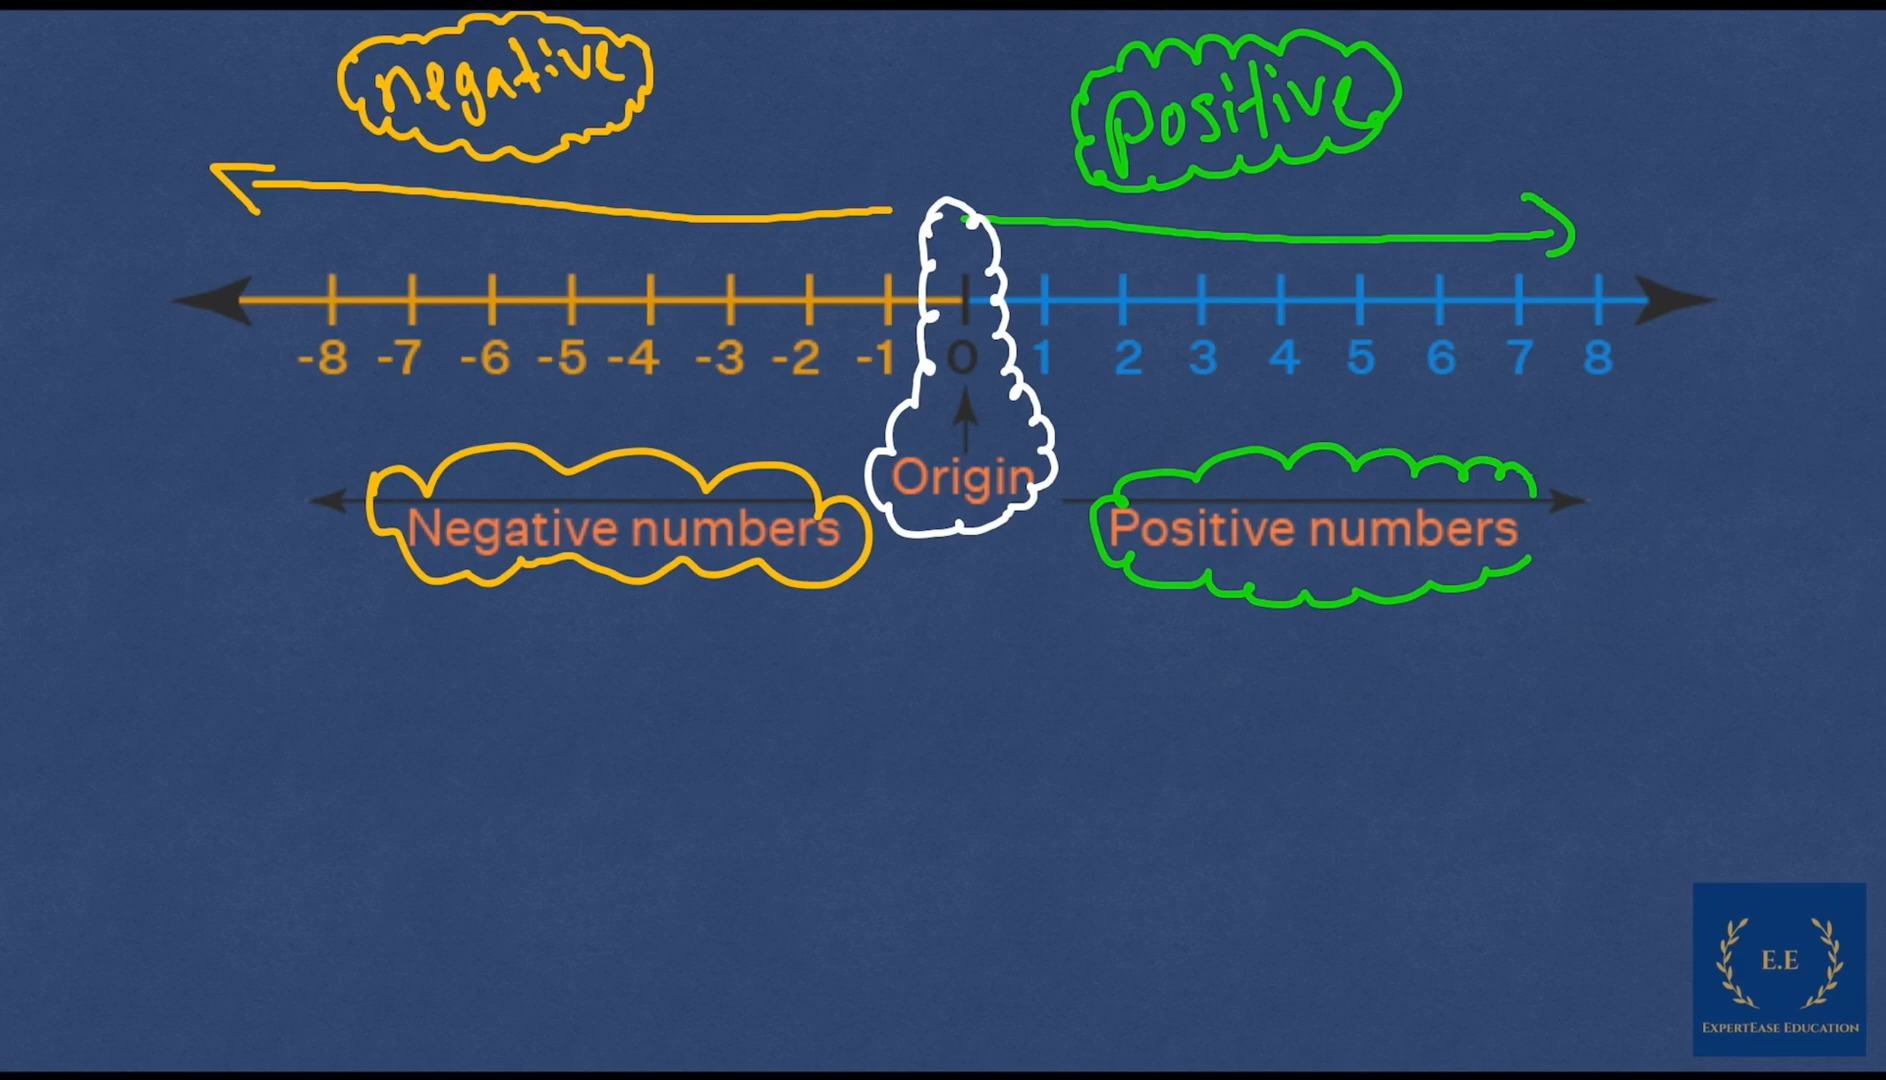 negative
positive
-8 -7 -6 -5 -4 -3 -2 -1 0 1 2 3 4 5 6 7 8
Origin
Negative numbers
Positive numbers
E.E
EXPERTEASE EDUCATION